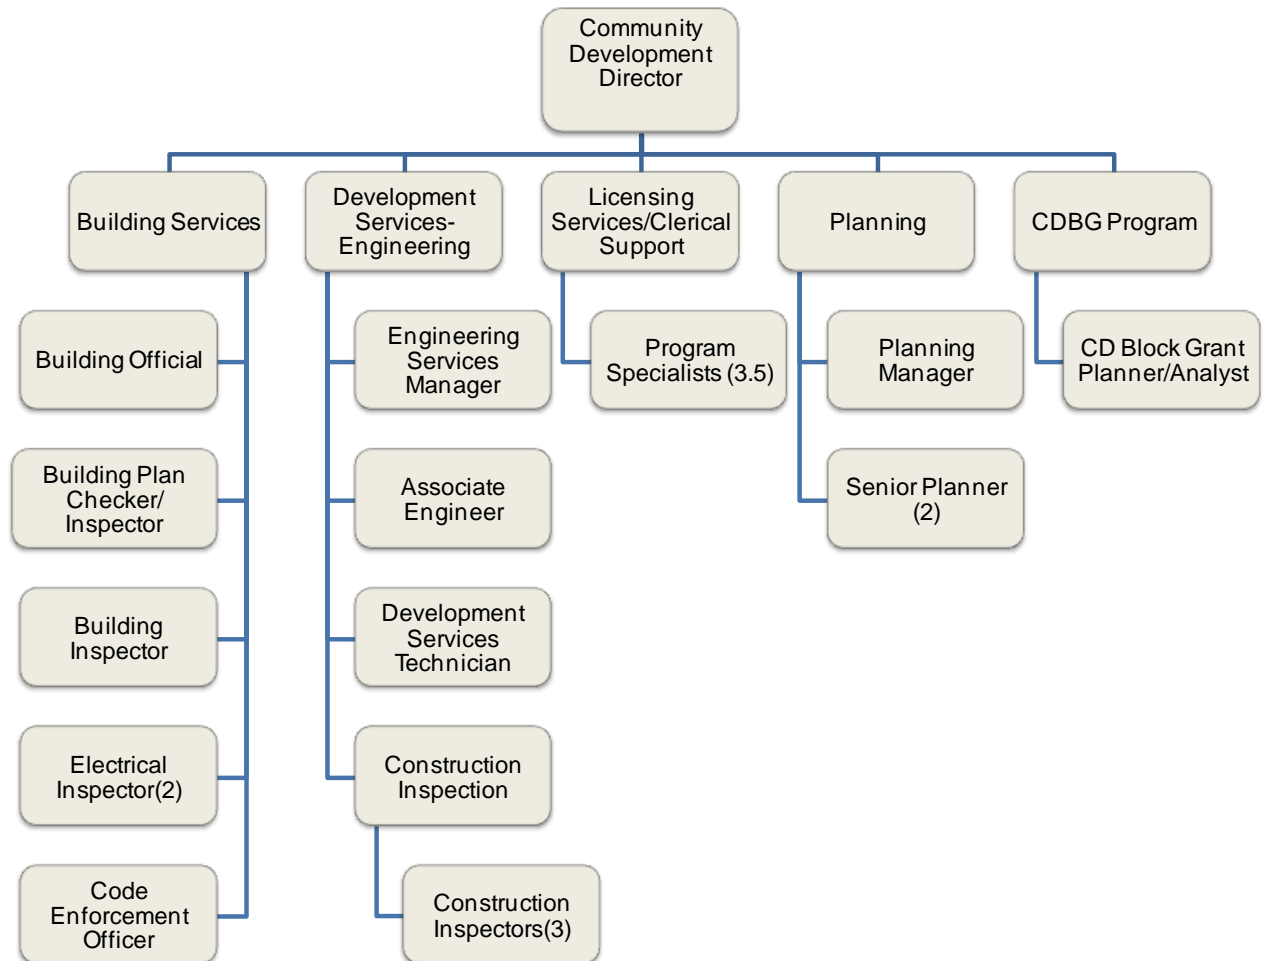 Community
Development
Director
Building Services
Development
Services-
Engineering
Licensing
Services/Clerical
Support
Planning
CDBG Program
Building Official
Engineering
Services
Manager
Program
Specialists (3.5)
Planning
Manager
CD Block Grant
Planner/Analyst
Building Plan
Checker/
Inspector
Associate
Engineer
Senior Planner
(2)
Building
Inspector
Development
Services
Technician
Electrical
Inspector(2)
Construction
Inspection
Code
Enforcement
Officer
Construction
Inspectors(3)